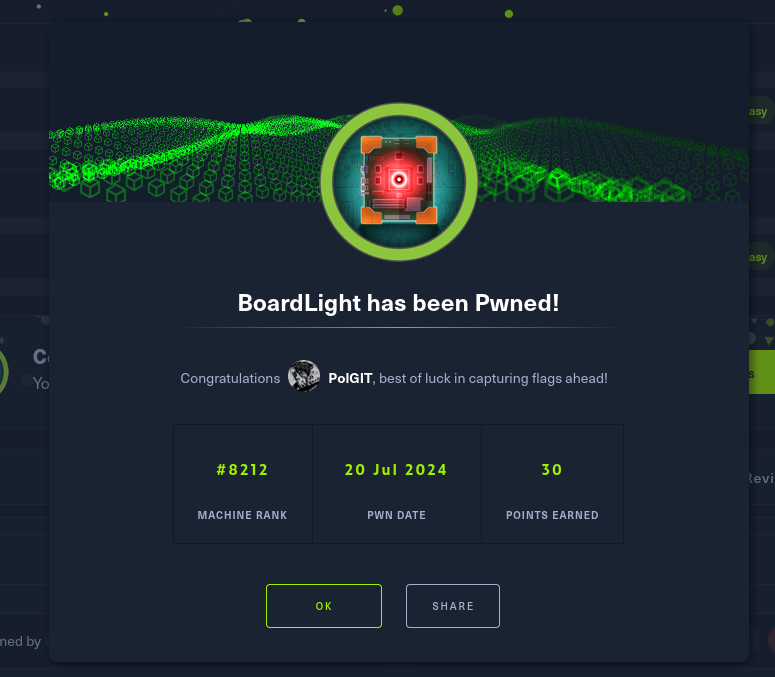 asy
BoardLight has been Pwned!
asy
Congratulations PolGIT, best of luck in capturing flags ahead!
Yo
s
#8212
20 Jul 2024
30
MACHINE RANK
PWN DATE
POINTS EARNED
Revi
OK
SHARE
ned by